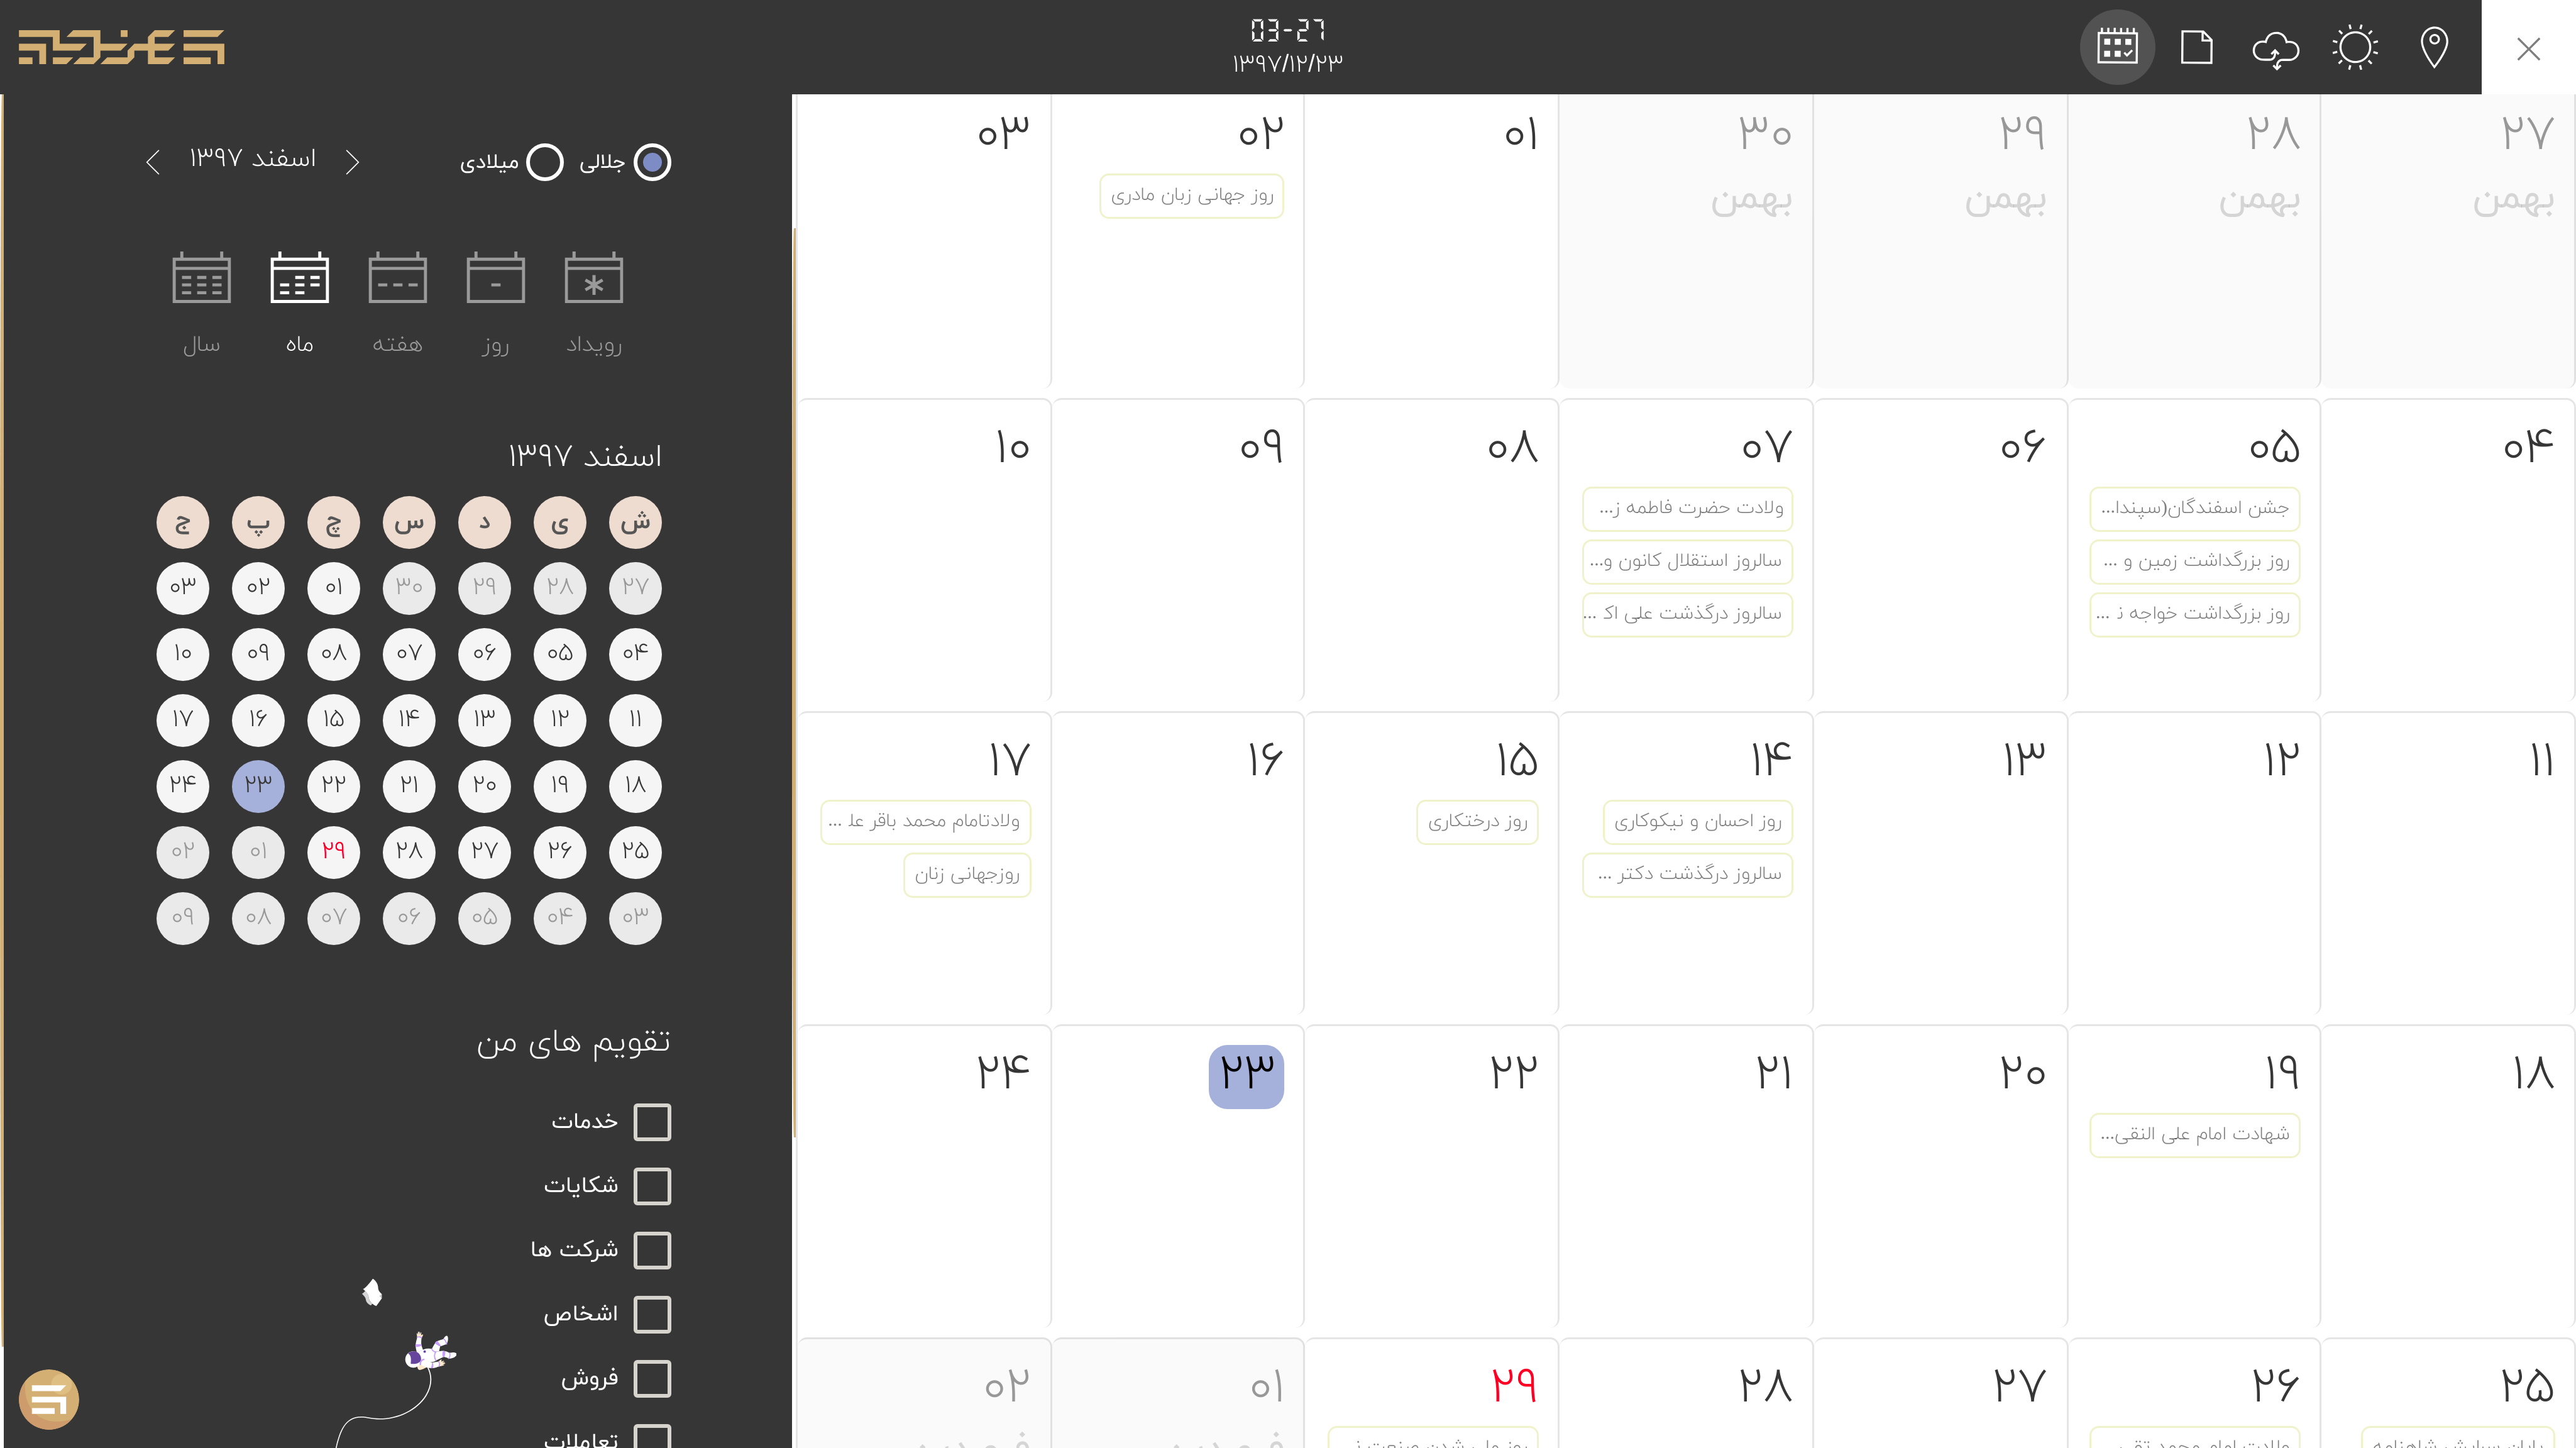 03-27
۱۳۹۷/۱۲/۲۳
جلالی
میلادی
اسفند ۱۳۹۷
رویداد
روز
هفته
ماه
سال
اسفند ۱۳۹۷
ش ی د س چ پ ج
۲۷ ۲۸ ۲۹ ۳۰ ۰۱ ۰۲ ۰۳
۰۴ ۰۵ ۰۶ ۰۷ ۰۸ ۰۹ ۱۰
۱۱ ۱۲ ۱۳ ۱۴ ۱۵ ۱۶ ۱۷
۱۸ ۱۹ ۲۰ ۲۱ ۲۲ ۲۳ ۲۴
۲۵ ۲۶ ۲۷ ۲۸ ۲۹ ۰۱ ۰۲
۰۳ ۰۴ ۰۵ ۰۶ ۰۷ ۰۸ ۰۹
تقویم های من
خدمات
شکایات
شرکت ها
اشخاص
فروش
تعاملات
۲۷ ۲۸ ۲۹ ۳۰ ۰۱ ۰۲ ۰۳
بهمن بهمن بهمن بهمن
روز جهانی زبان مادری
۰۴ ۰۵ ۰۶ ۰۷ ۰۸ ۰۹ ۱۰
جشن اسفندگان(سپندا...
روز بزرگداشت زمین و ...
روز بزرگداشت خواجه ن ...
ولادت حضرت فاطمه ز...
سالروز استقلال کانون و...
سالروز درگذشت علی اک ...
۱۱ ۱۲ ۱۳ ۱۴ ۱۵ ۱۶ ۱۷
روز احسان و نیکوکاری
سالروز درگذشت دکتر ...
روز درختکاری
ولادتامام محمد باقر عل ...
روزجهانی زنان
۱۸ ۱۹ ۲۰ ۲۱ ۲۲ ۲۳ ۲۴
شهادت امام علی النقی...
۲۵ ۲۶ ۲۷ ۲۸ ۲۹ ۰۱ ۰۲